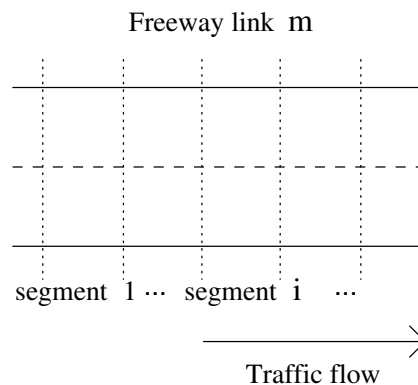 Freeway link m
segment 1 ... segment i ...
Traffic flow